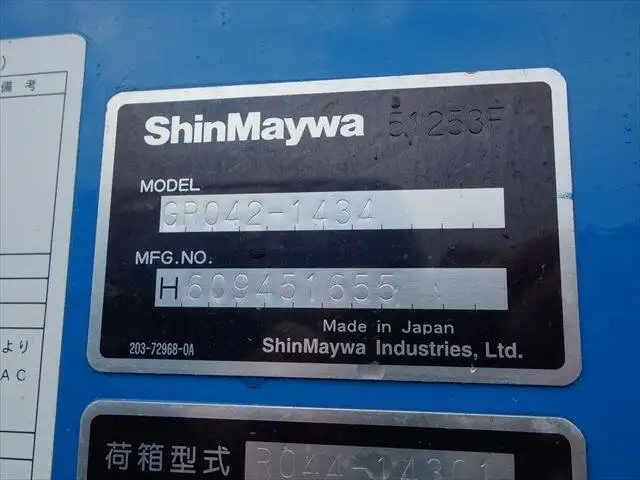 )
備考
ShinMaywa 51253F
MODEL
GR042-1434
MFG.NO.
H609451655
Made in Japan
203-72968-0A ShinMaywa Industries, Ltd.
より
AC
荷箱型式 R044-14301